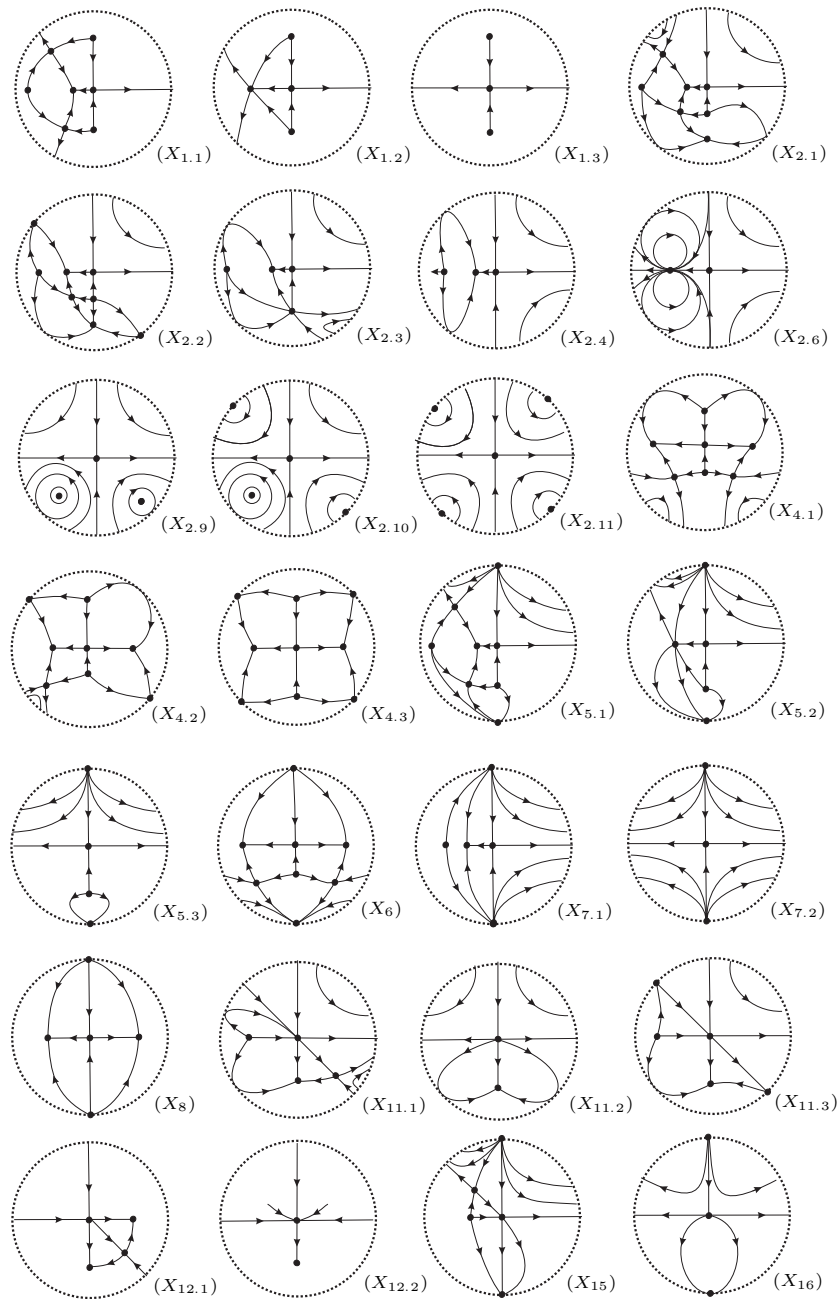 (X₁.₁) (X₁.₂) (X₁.₃) (X₂.₁)
(X₂.₂) (X₂.₃) (X₂.₄) (X₂.₆)
(X₂.₉) (X₂.₁₀) (X₂.₁₁) (X₄.₁)
(X₄.₂) (X₄.₃) (X₅.₁) (X₅.₂)
(X₅.₃) (X₆) (X₇.₁) (X₇.₂)
(X₈) (X₁₁.₁) (X₁₁.₂) (X₁₁.₃)
(X₁₂.₁) (X₁₂.₂) (X₁₅) (X₁₆)